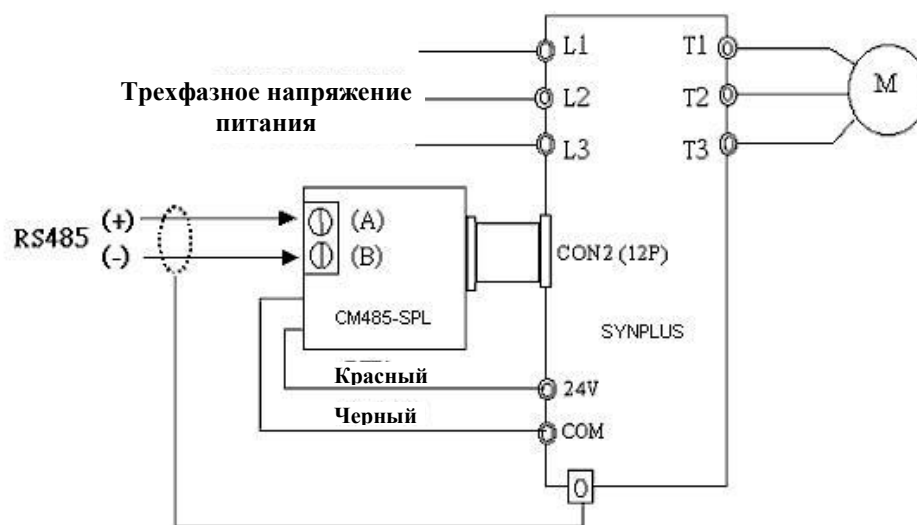 L1
T1
M
Трехфазное напряжение
питания
L2
T2
L3
T3
RS485
(+)
(-)
(A)
(B)
CON2 (12P)
CM485-SPL
SYNPLUS
Красный
24V
Черный
COM
O